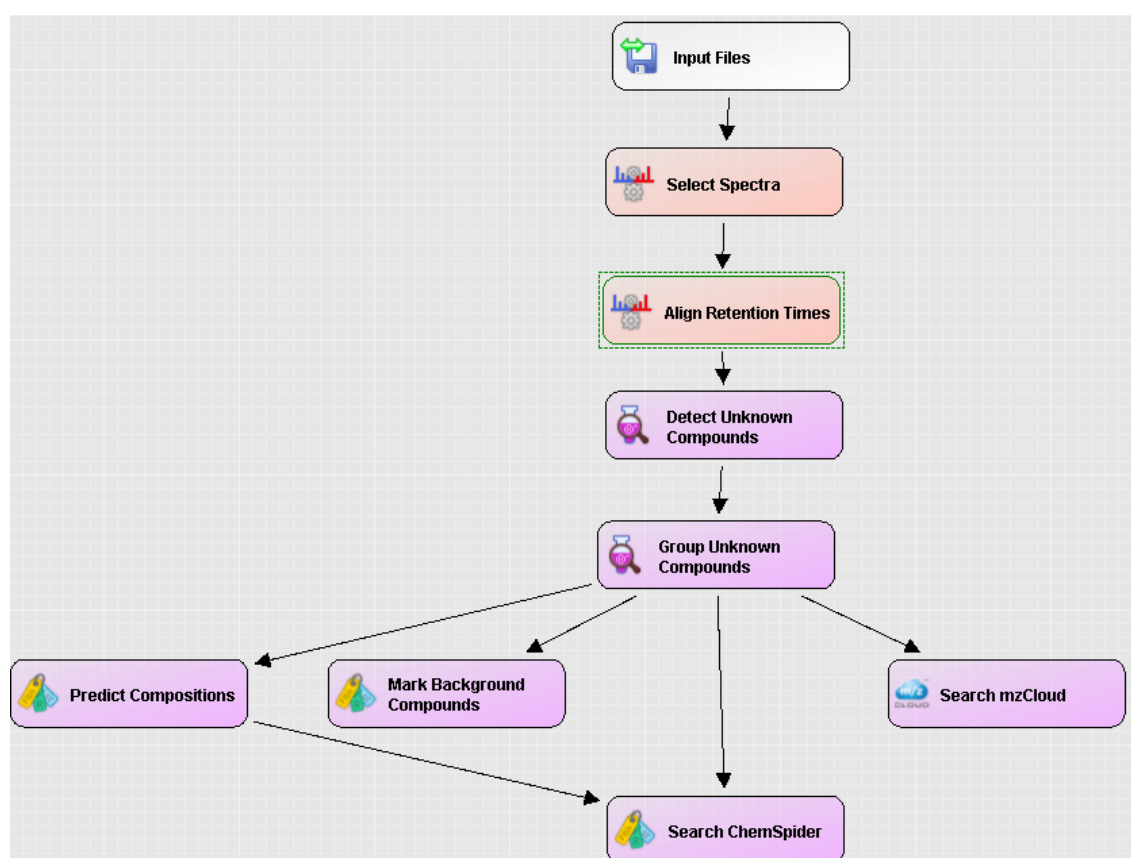 Input Files
Select Spectra
Align Retention Times
Detect Unknown
Compounds
Group Unknown
Compounds
Predict Compositions
Mark Background
Compounds
m/z
CLOUD
Search mzCloud
Search ChemSpider